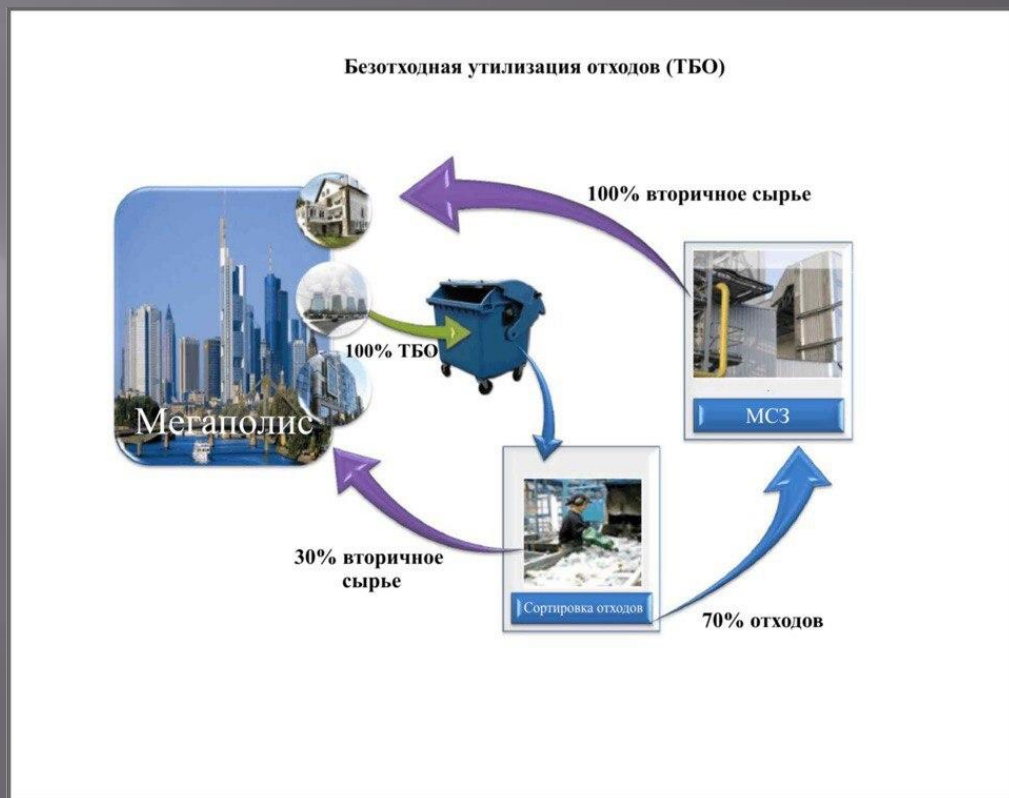 Безотходная утилизация отходов (ТБО)
100% вторичное сырье
100% ТБО
МСЗ
Мегаполис
30% вторичное
сырье
Сортировка отходов
70% отходов